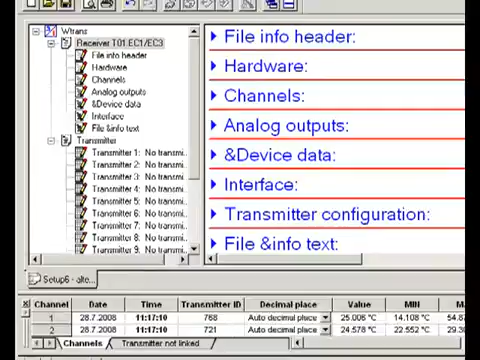 Wtrans
Receiver T01.EC1/EC3
File info header
Hardware
Channels
Analog outputs
&Device data
Interface
File &info text
Transmitter
Transmitter 1: No transmi..
Transmitter 2: No transmi..
Transmitter 3: No transmi..
Transmitter 4: No transmi..
Transmitter 5: No transmi..
Transmitter 6: No transmi..
Transmitter 7: No transmi..
Transmitter 8: No transmi..
Transmitter 9: No transmi..
File info header:
Hardware:
Channels:
Analog outputs:
&Device data:
Interface:
Transmitter configuration:
File &info text:
Setup6 - alte...
Channel Date Time Transmitter ID Decimal place Value MIN
1 28.7.2008 11:17:10 768 Auto decimal place 25.008 °C 14.108 °C 54.8
2 28.7.2008 11:17:10 721 Auto decimal place 24.578 °C 22.552 °C 29.3
Channels Transmitter not linked